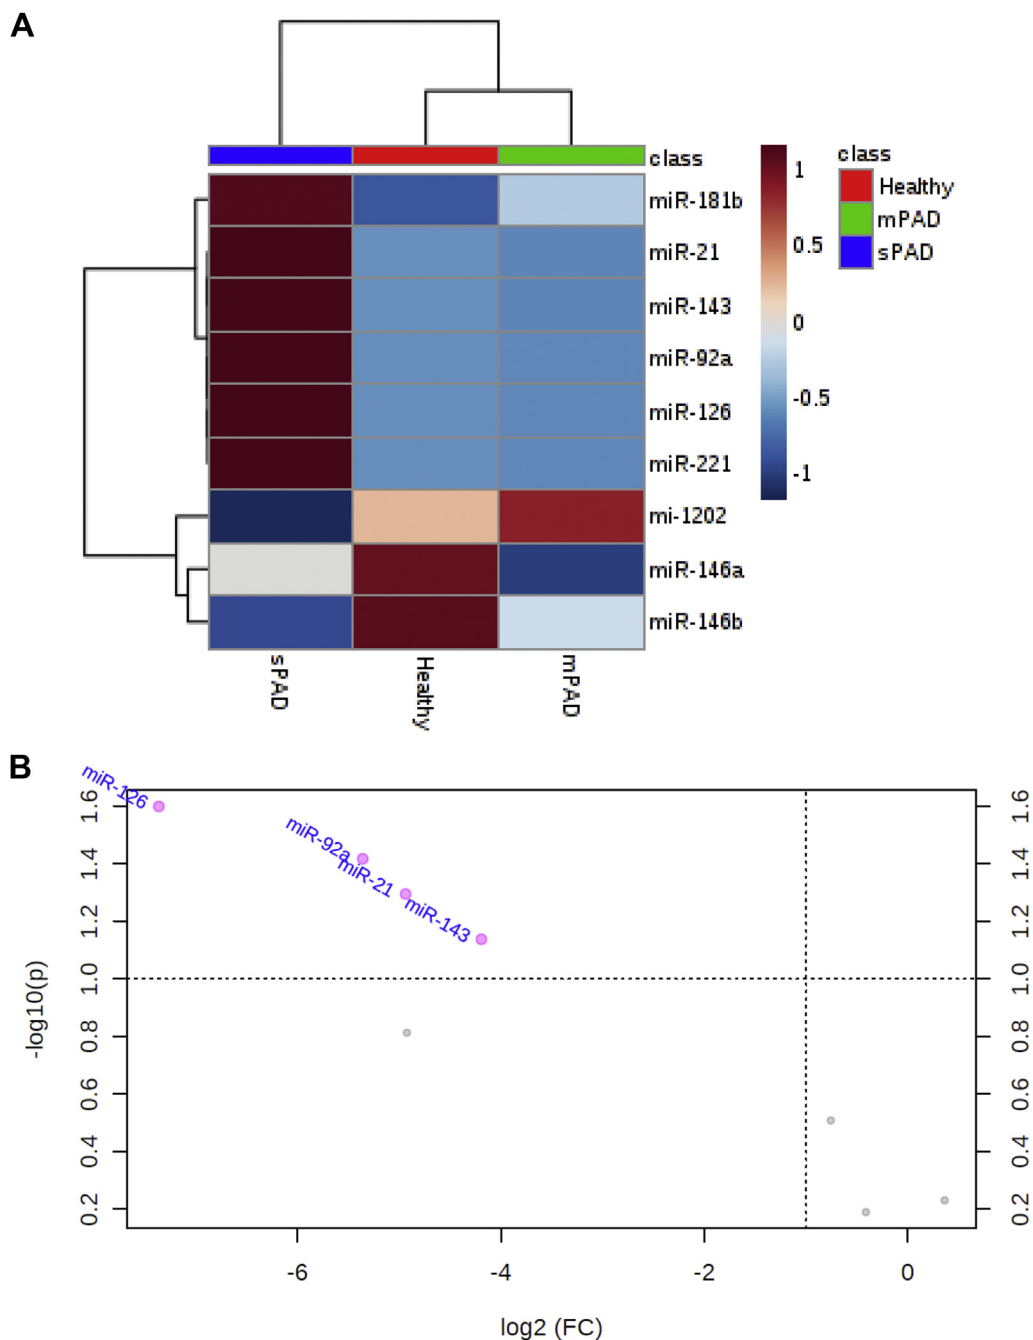 A
class
miR-181b
miR-21
miR-143
miR-92a
miR-126
miR-221
mi-1202
miR-146a
miR-146b
sPAD
Healthy
mPAD
1
0.5
0
-0.5
-1
class
Healthy
mPAD
sPAD
B
miR-126
miR-92a
miR-21
miR-143
-log10(p)
1.6
1.4
1.2
1.0
0.8
0.6
0.4
0.2
1.6
1.4
1.2
1.0
0.8
0.6
0.4
0.2
-6
-4
-2
0
log2 (FC)